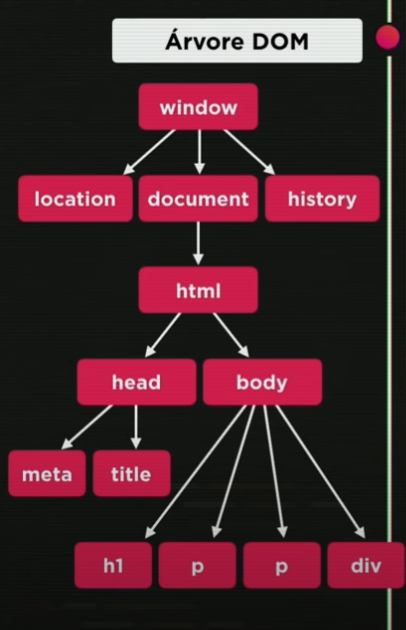 Árvore DOM
window
location document history
html
head body
meta title
h1 p p div